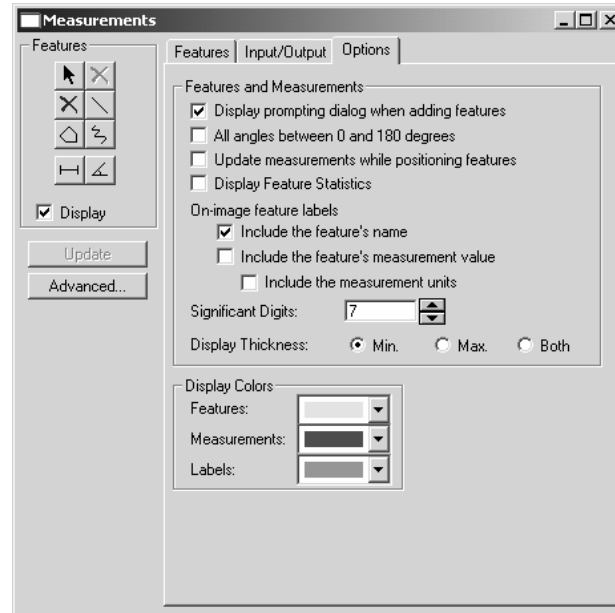 Measurements
Features
Display
Update
Advanced...
Features
Input/Output
Options
Features and Measurements
Display prompting dialog when adding features
All angles between 0 and 180 degrees
Update measurements while positioning features
Display Feature Statistics
On-image feature labels
Include the feature's name
Include the feature's measurement value
Include the measurement units
Significant Digits: 7
Display Thickness: Min. Max. Both
Display Colors
Features:
Measurements:
Labels: